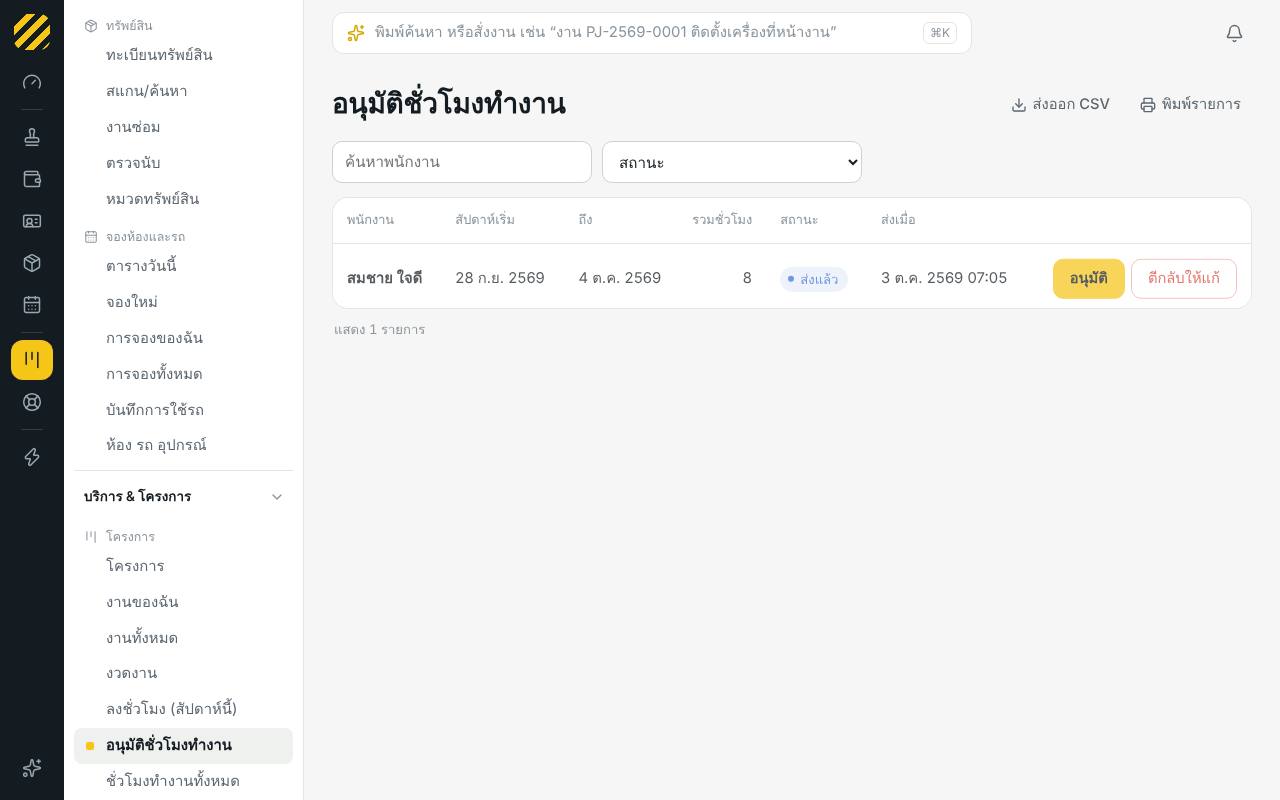 ทรัพย์สิน
ทะเบียนทรัพย์สิน
สแกน/ค้นหา
งานซ่อม
ตรวจนับ
หมวดทรัพย์สิน
จองห้องและรถ
ตารางวันนี้
จองใหม่
การจองของฉัน
การจองทั้งหมด
บันทึกการใช้รถ
ห้อง รถ อุปกรณ์
บริการ & โครงการ
โครงการ
โครงการ
งานของฉัน
งานทั้งหมด
งวดงาน
ลงชั่วโมง (สัปดาห์นี้)
อนุมัติชั่วโมงทำงาน
ชั่วโมงทำงานทั้งหมด
พิมพ์ค้นหา หรือสั่งงาน เช่น “งาน PJ-2569-0001 ติดตั้งเครื่องที่หน้างาน” ⌘K
อนุมัติชั่วโมงทำงาน
ส่งออก CSV พิมพ์รายการ
ค้นหาพนักงาน สถานะ
พนักงาน สัปดาห์เริ่ม ถึง รวมชั่วโมง สถานะ ส่งเมื่อ
สมชาย ใจดี 28 ก.ย. 2569 4 ต.ค. 2569 8 ส่งแล้ว 3 ต.ค. 2569 07:05 อนุมัติ ตีกลับให้แก้
แสดง 1 รายการ